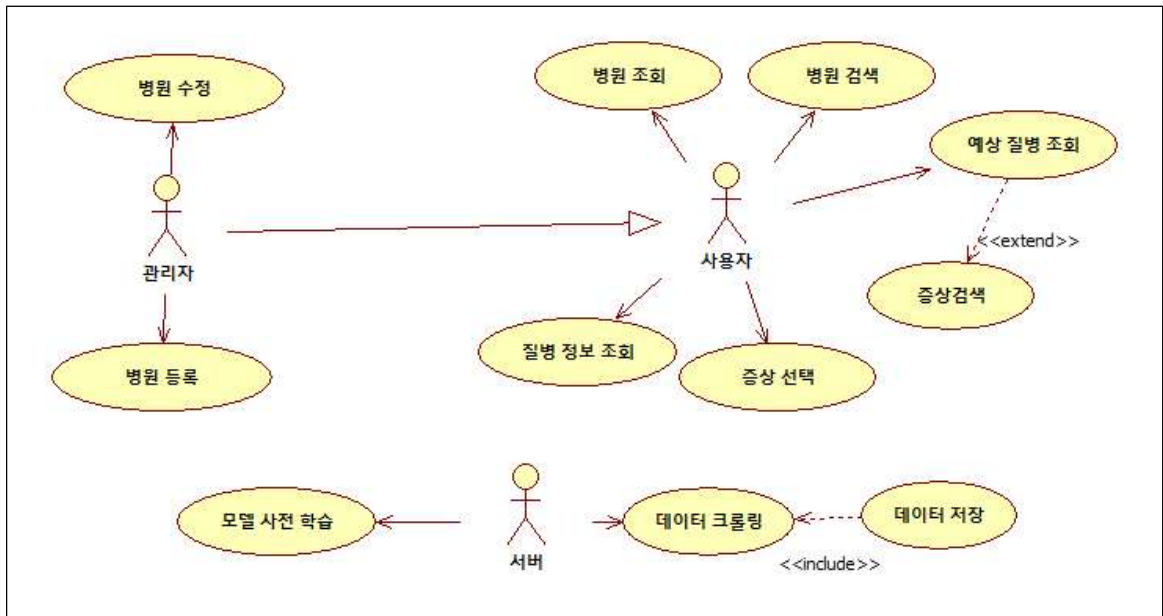 병원 수정
병원 조회
병원 검색
예상 질병 조회
관리자
사용자
<<extend>>
증상검색
질병 정보 조회
병원 등록
증상 선택
모델 사전 학습
서버
데이터 크롤링
데이터 저장
<<include>>